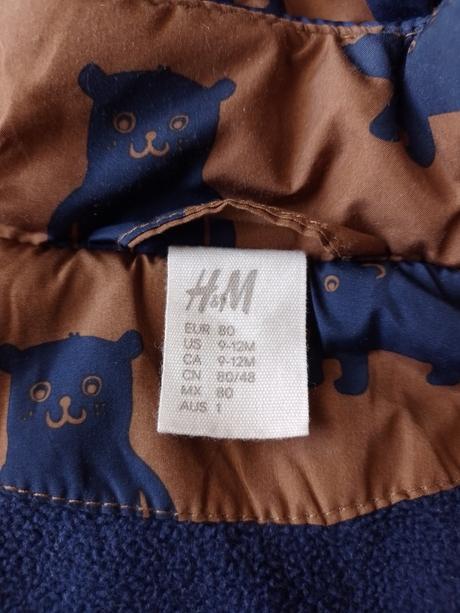 H&M
EUR 80
US 9-12M
CA 9-12M
CN 80/48
MX 80
AUS 1